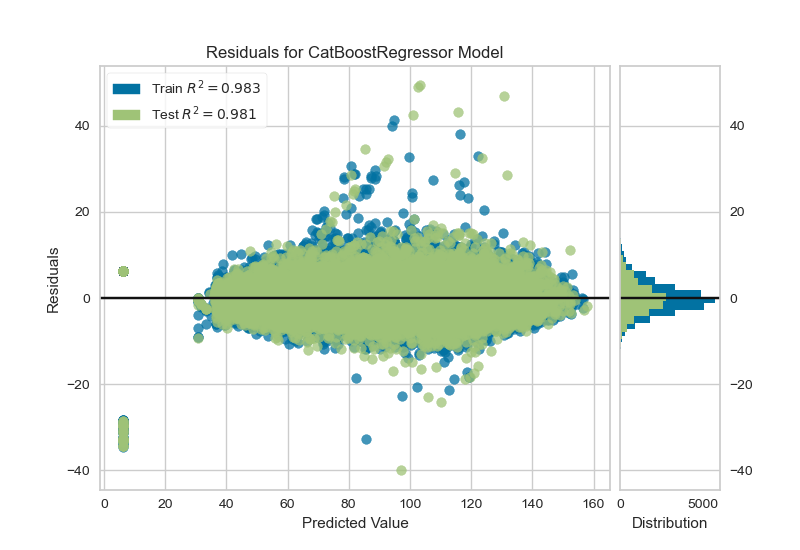 Residuals for CatBoostRegressor Model
Train R² = 0.983
Test R² = 0.981
Residuals
40
20
0
−20
−40
0 20 40 60 80 100 120 140 160
Predicted Value
40
20
0
−20
−40
0 5000
Distribution